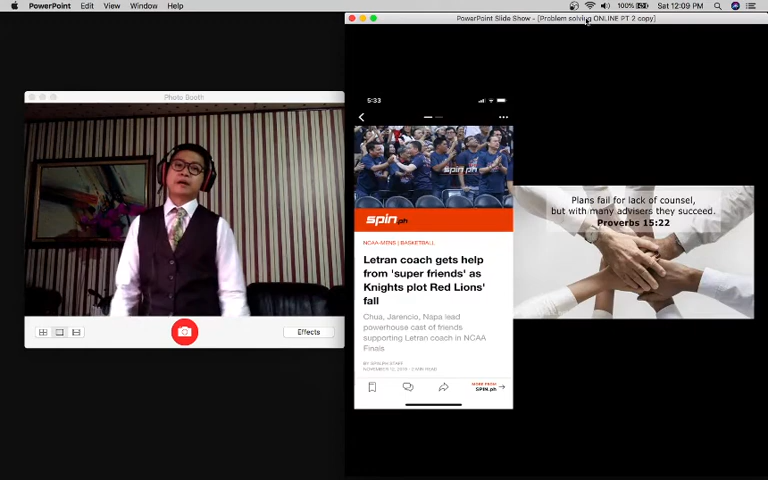 PowerPoint Edit View Window Help
100% Sat 12:09 PM
PowerPoint Slide Show - [Problem solving ONLINE PT 2 copy]
Photo Booth
Effects
5:33
spin.ph
spin.ph
NCAA-MENS | BASKETBALL
Letran coach gets help
from 'super friends' as
Knights plot Red Lions'
fall
Chua, Jarencio, Napa lead
powerhouse cast of friends
supporting Letran coach in NCAA
Finals
MORE FROM
SPIN.ph
Plans fail for lack of counsel,
but with many advisers they succeed.
Proverbs 15:22